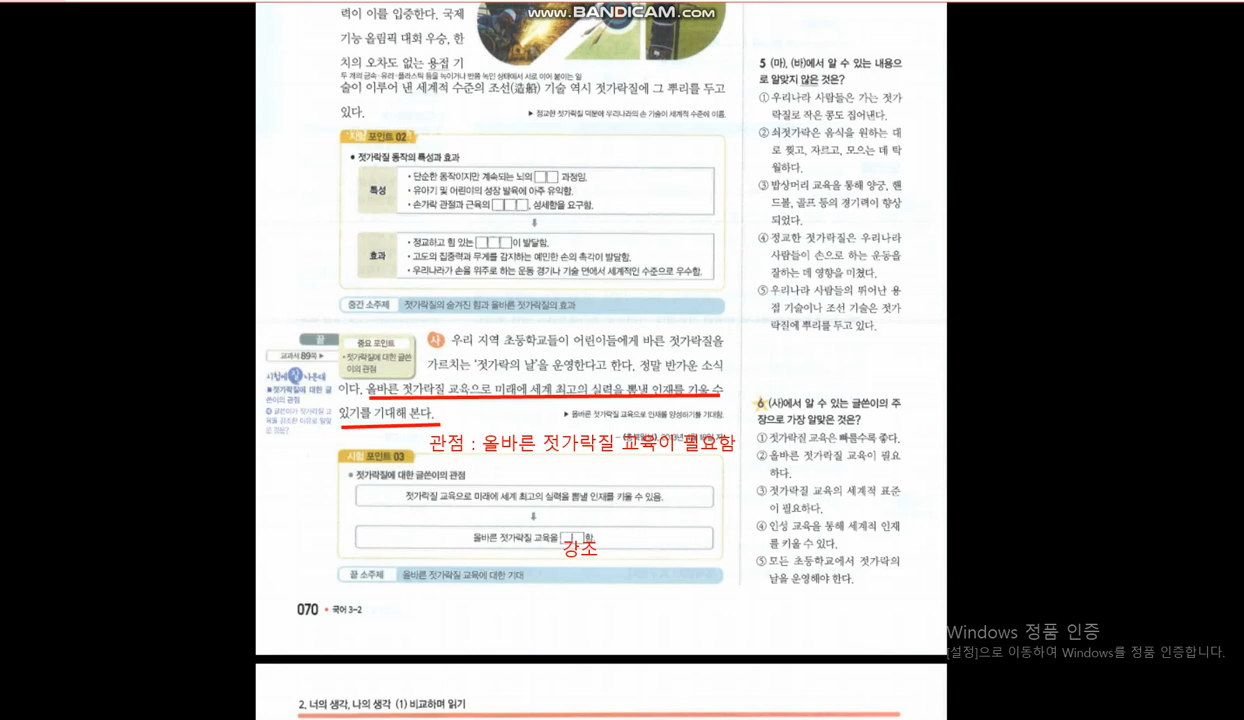 www.BANDICAM.com
력이 이를 입증한다. 국제
기능 올림픽 대회 우승, 한
치의 오차도 없는 용접 기
두 개의 금속·유리·플라스틱 등을 녹이거나 반쯤 녹인 상태에서 서로 이어 붙이는 일
술이 이루어 낸 세계적 수준의 조선(造船) 기술 역시 젓가락질에 그 뿌리를 두고
있다.
▶ 정교한 젓가락질 덕분에 우리나라의 손 기술이 세계적 수준에 이름.
시험 포인트 02
• 젓가락질 동작의 특성과 효과
특성
• 단순한 동작이지만 계속되는 뇌의 과정임.
• 유아기 및 어린이의 성장 발육에 아주 유익함.
• 손가락 관절과 근육의 , 섬세함을 요구함.
효과
• 정교하고 힘 있는 이 발달함.
• 고도의 집중력과 무게를 감지하는 예민한 손의 촉각이 발달함.
• 우리나라가 손을 위주로 하는 운동 경기나 기술 면에서 세계적인 수준으로 우수함.
중간 소주제 젓가락질의 숨겨진 힘과 올바른 젓가락질의 효과
끝
교과서 89쪽 ▶
시험에 잘 나온대
■젓가락질에 대한 글
쓴이의 관점
중요 포인트
• 젓가락질에 대한 글쓴
이의 관점
사 우리 지역 초등학교들이 어린이들에게 바른 젓가락질을
가르치는 '젓가락의 날'을 운영한다고 한다. 정말 반가운 소식
이다. 올바른 젓가락질 교육으로 미래에 세계 최고의 실력을 뽐낼 인재를 키울 수
있기를 기대해 본다.
▶ 올바른 젓가락질 교육으로 인재를 양성하기를 기대함.
관점 : 올바른 젓가락질 교육이 필요함
시험 포인트 03
• 젓가락질에 대한 글쓴이의 관점
젓가락질 교육으로 미래에 세계 최고의 실력을 뽐낼 인재를 키울 수 있음.
올바른 젓가락질 교육을 함.
강조
끝 소주제 올바른 젓가락질 교육에 대한 기대
070 • 국어 3-2
5 (마), (바)에서 알 수 있는 내용으
로 알맞지 않은 것은?
① 우리나라 사람들은 가는 젓가
락질로 작은 콩도 집어낸다.
② 쇠젓가락은 음식을 원하는 대
로 찢고, 자르고, 모으는 데 탁
월하다.
③ 밥상머리 교육을 통해 양궁, 핸
드볼, 골프 등의 경기력이 향상
되었다.
④ 정교한 젓가락질은 우리나라
사람들이 손으로 하는 운동을
잘하는 데 영향을 미쳤다.
⑤ 우리나라 사람들의 뛰어난 용
접 기술이나 조선 기술은 젓가
락질에 뿌리를 두고 있다.
6 (사)에서 알 수 있는 글쓴이의 주
장으로 가장 알맞은 것은?
① 젓가락질 교육은 빠를수록 좋다.
② 올바른 젓가락질 교육이 필요
하다.
③ 젓가락질 교육의 세계적 표준
이 필요하다.
④ 인성 교육을 통해 세계적 인재
를 키울 수 있다.
⑤ 모든 초등학교에서 젓가락의
날을 운영해야 한다.
Windows 정품 인증
[설정]으로 이동하여 Windows를 정품 인증합니다.
2. 너의 생각, 나의 생각 (1) 비교하며 읽기